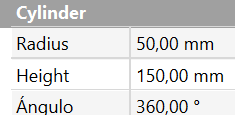 Cylinder
Radius 50,00 mm
Height 150,00 mm
Ángulo 360,00 °